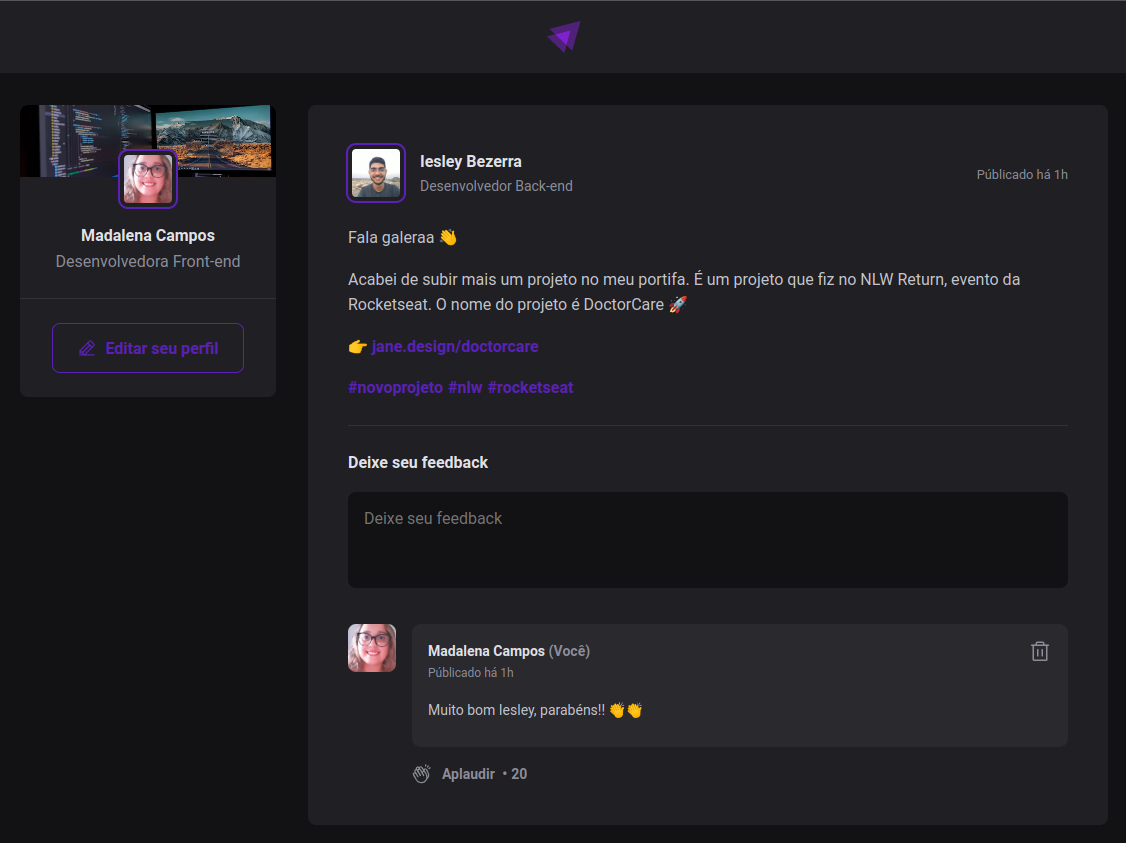 Madalena Campos
Desenvolvedora Front-end
Editar seu perfil
Iesley Bezerra
Desenvolvedor Back-end
Públicado há 1h
Fala galeraa 👋
Acabei de subir mais um projeto no meu portifa. É um projeto que fiz no NLW Return, evento da
Rocketseat. O nome do projeto é DoctorCare 🚀
👉 jane.design/doctorcare
#novoprojeto #nlw #rocketseat
Deixe seu feedback
Deixe seu feedback
Madalena Campos (Você)
Públicado há 1h
Muito bom Iesley, parabéns!! 👏👏
Aplaudir • 20